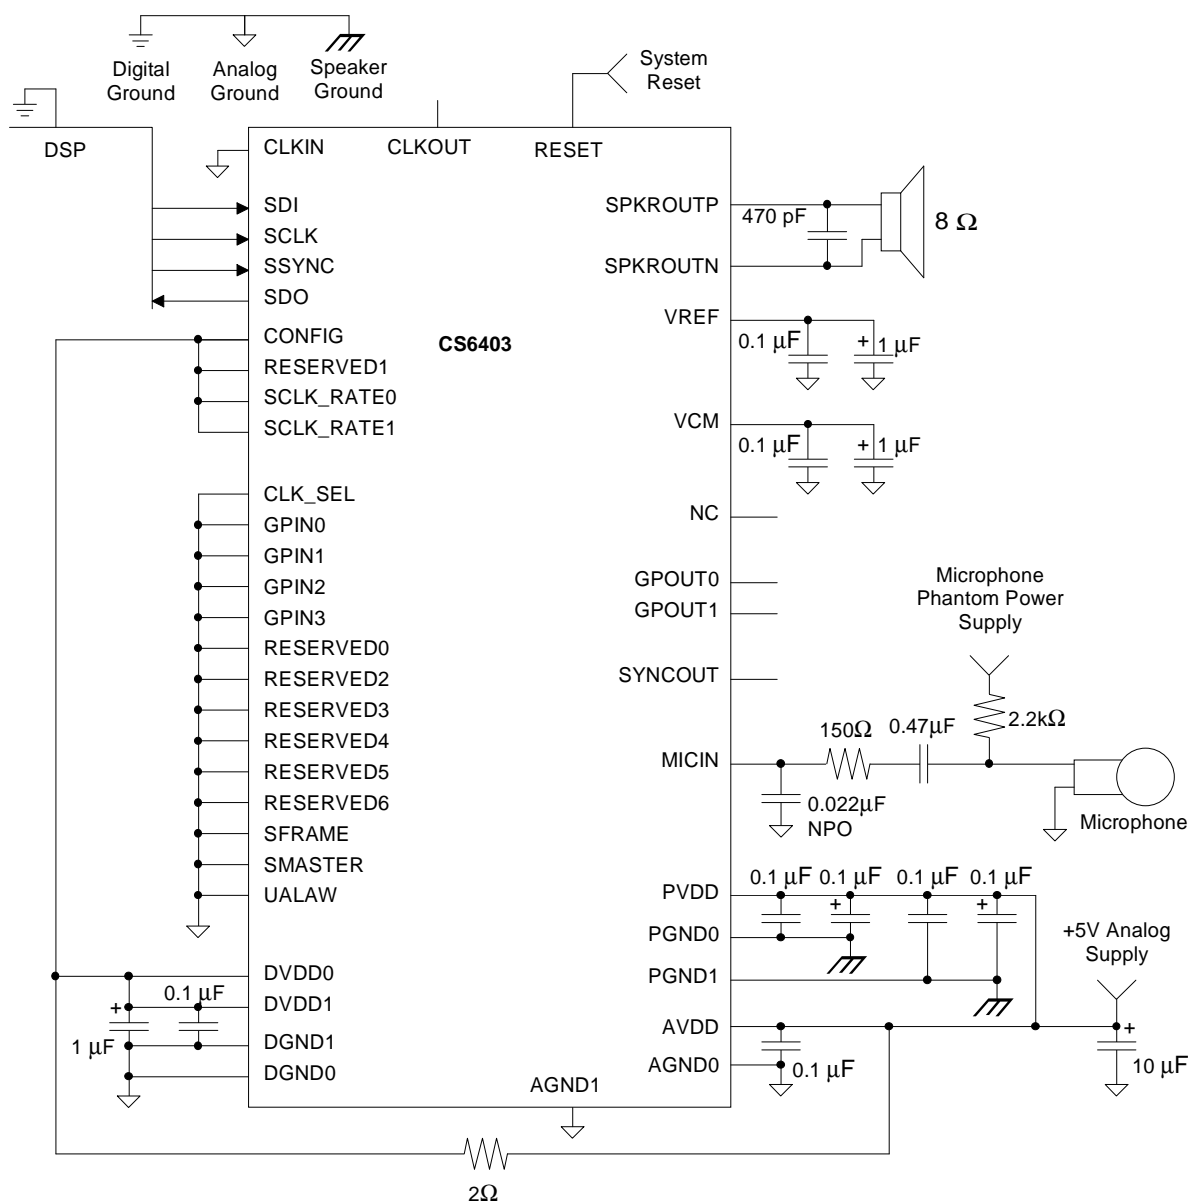 Digital
Ground
Analog
Ground
Speaker
Ground
System
Reset
DSP
CLKIN
CLKOUT
RESET
SDI
SCLK
SSYNC
SDO
CONFIG
RESERVED1
SCLK_RATE0
SCLK_RATE1
CS6403
CLK_SEL
GPIN0
GPIN1
GPIN2
GPIN3
RESERVED0
RESERVED2
RESERVED3
RESERVED4
RESERVED5
RESERVED6
SFRAME
SMASTER
UALAW
DVDD0
DVDD1
DGND1
DGND0
+
0.1 µF
1 µF
AGND1
2Ω
SPKROUTP
470 pF
8 Ω
SPKROUTN
VREF
0.1 µF
+
1 µF
VCM
0.1 µF
+
1 µF
NC
GPOUT0
GPOUT1
SYNCOUT
Microphone
Phantom Power
Supply
2.2kΩ
MICIN
150Ω
0.47µF
0.022µF
NPO
Microphone
PVDD
0.1 µF
0.1 µF
0.1 µF
0.1 µF
+
+
PGND0
PGND1
+5V Analog
Supply
AVDD
+
AGND0
0.1 µF
10 µF